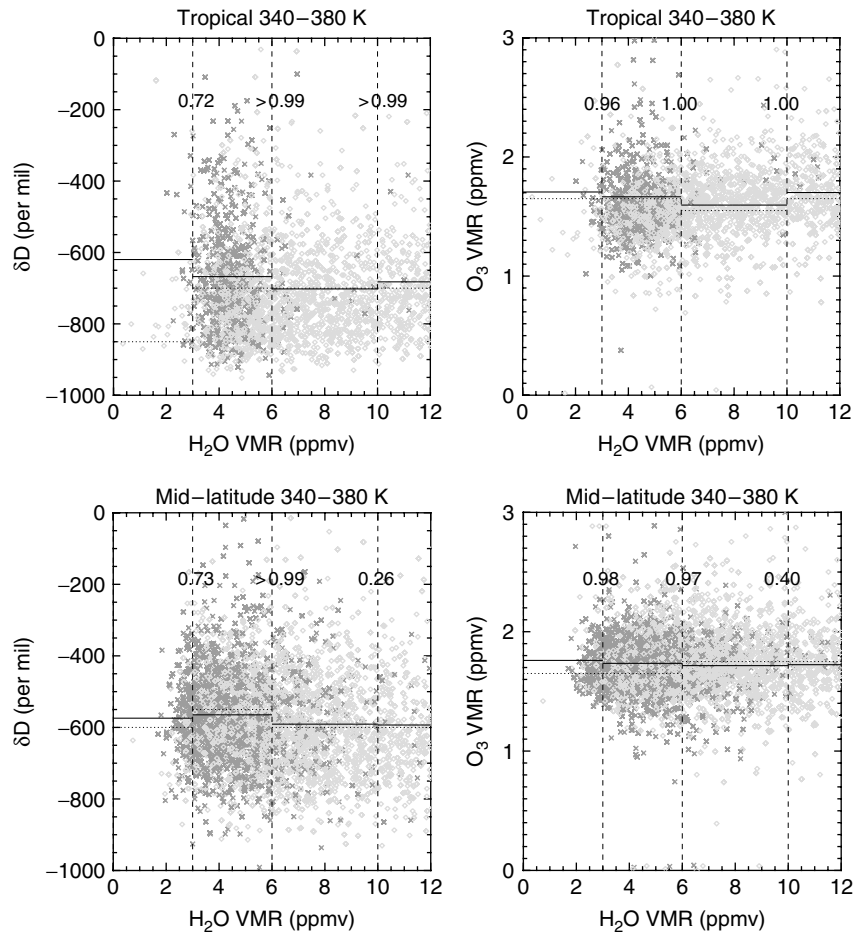 Tropical 340−380 K
0
−200
−400
−600
−800
−1000
δD (per mil)
0.72
>0.99
>0.99
0 2 4 6 8 10 12
H₂O VMR (ppmv)
Tropical 340−380 K
3
2
1
0
O₃ VMR (ppmv)
0.96
1.00
1.00
0 2 4 6 8 10 12
H₂O VMR (ppmv)
Mid−latitude 340−380 K
0
−200
−400
−600
−800
−1000
δD (per mil)
0.73
>0.99
0.26
0 2 4 6 8 10 12
H₂O VMR (ppmv)
Mid−latitude 340−380 K
3
2
1
0
O₃ VMR (ppmv)
0.98
0.97
0.40
0 2 4 6 8 10 12
H₂O VMR (ppmv)